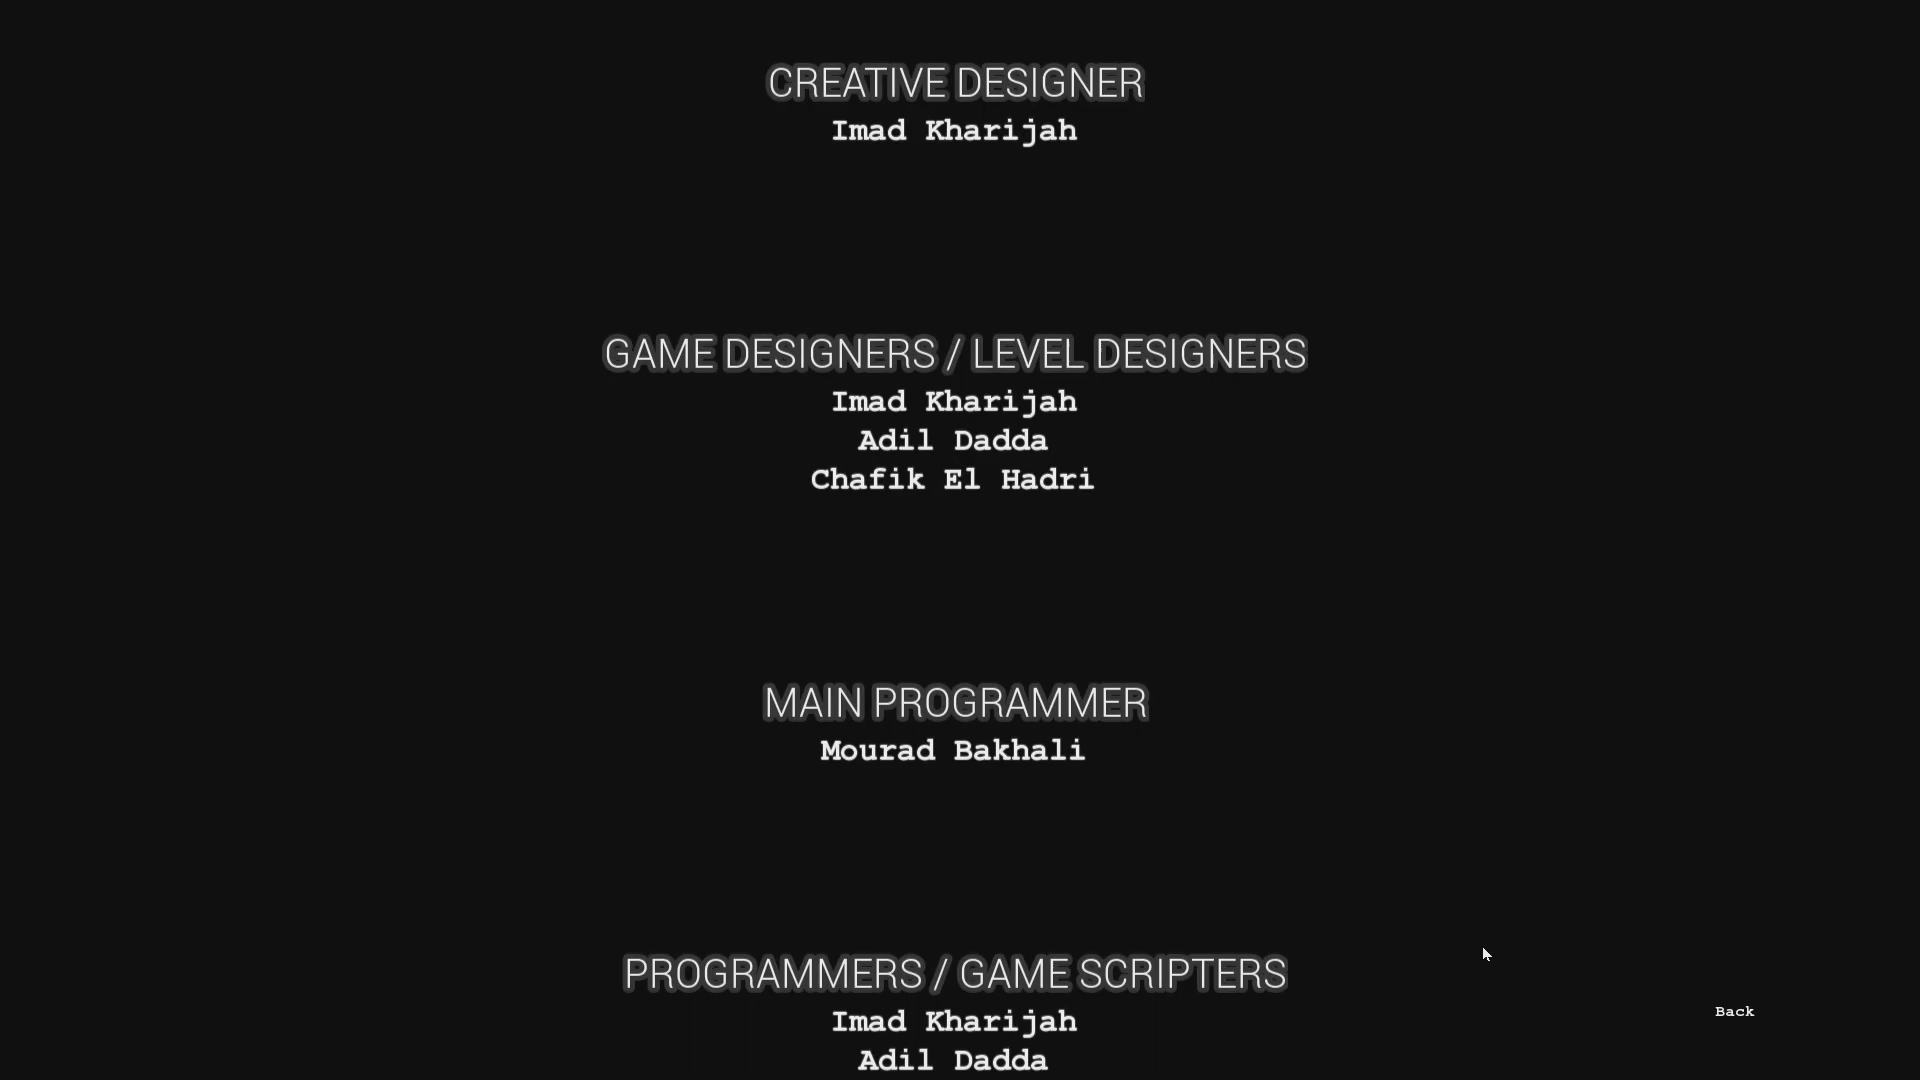 CREATIVE DESIGNER
Imad Kharijah
GAME DESIGNERS / LEVEL DESIGNERS
Imad Kharijah
Adil Dadda
Chafik El Hadri
MAIN PROGRAMMER
Mourad Bakhali
PROGRAMMERS / GAME SCRIPTERS
Imad Kharijah
Back
Adil Dadda